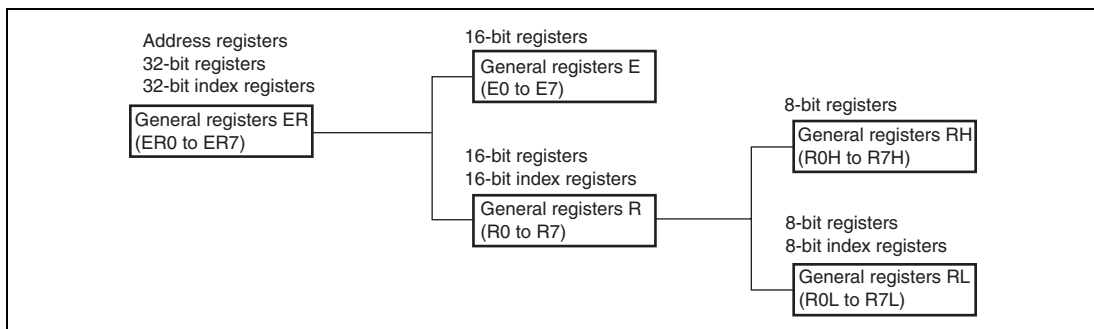 Address registers
32-bit registers
32-bit index registers
General registers ER
(ER0 to ER7)
16-bit registers
General registers E
(E0 to E7)
16-bit registers
16-bit index registers
General registers R
(R0 to R7)
8-bit registers
General registers RH
(R0H to R7H)
8-bit registers
8-bit index registers
General registers RL
(R0L to R7L)